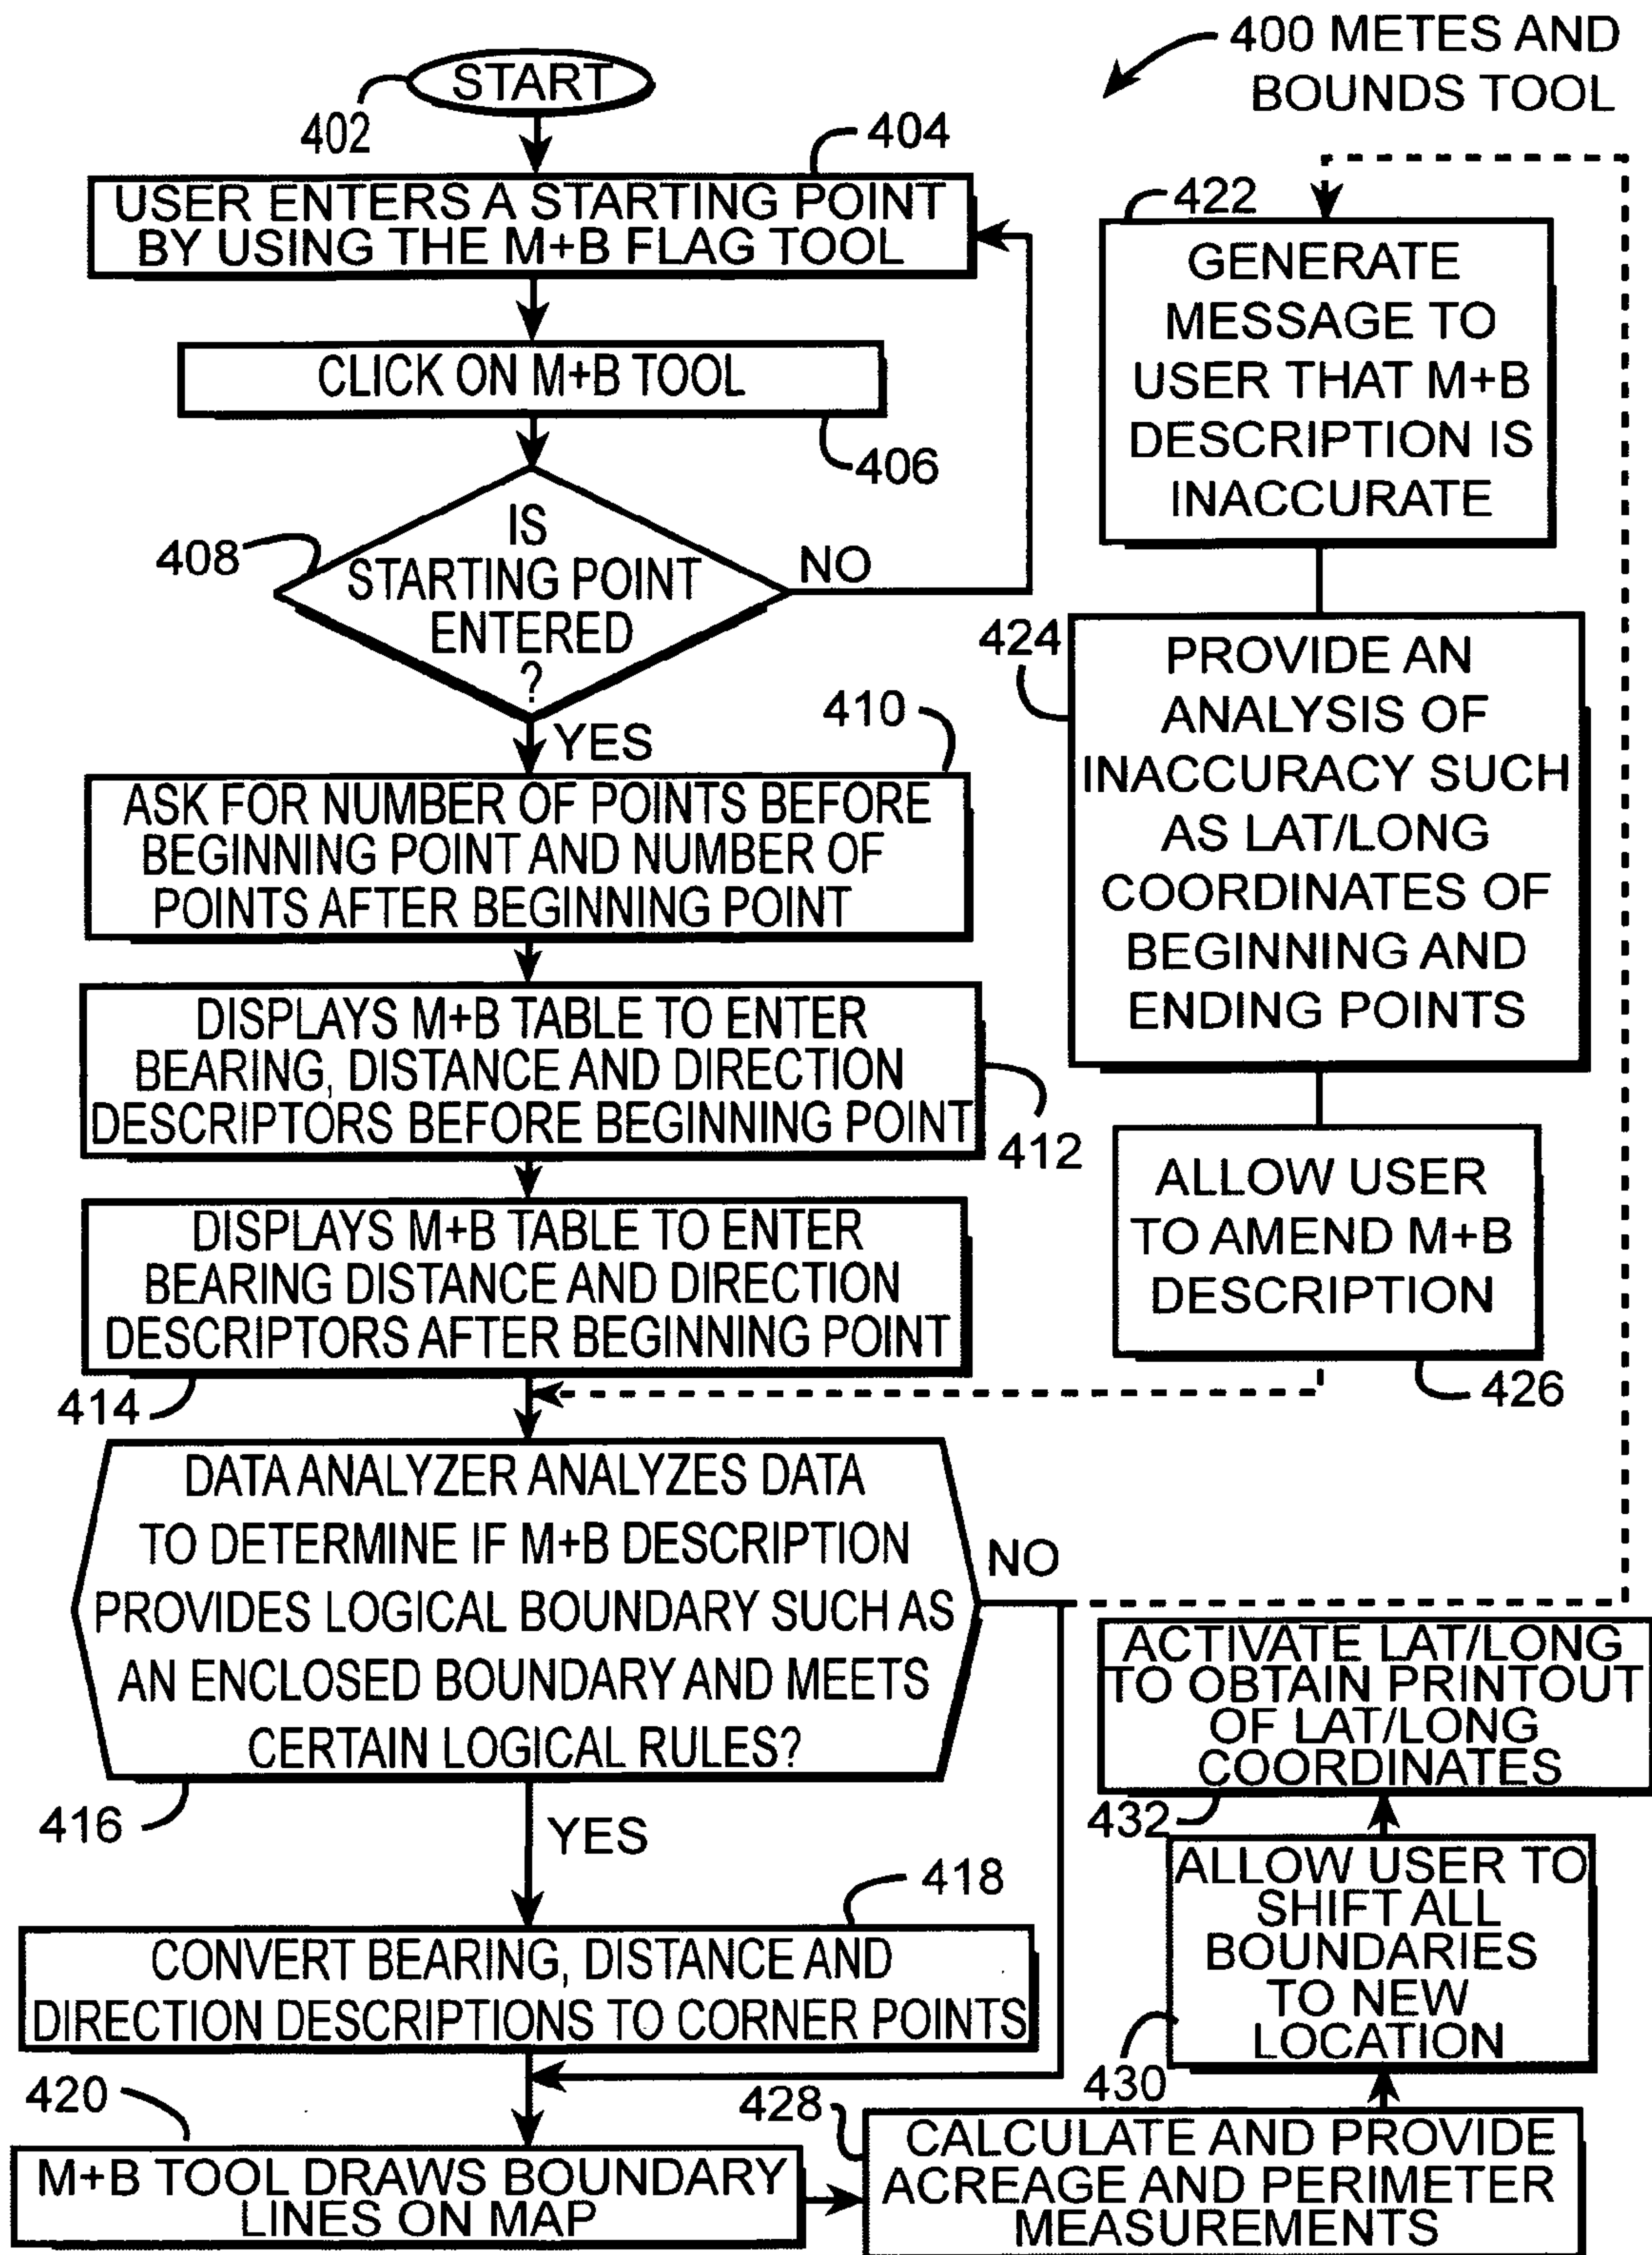 400 METES AND
BOUNDS TOOL
START
402
404
USER ENTERS A STARTING POINT
BY USING THE M+B FLAG TOOL
CLICK ON M+B TOOL
406
IS
STARTING POINT
ENTERED
?
408
NO
YES
410
ASK FOR NUMBER OF POINTS BEFORE
BEGINNING POINT AND NUMBER OF
POINTS AFTER BEGINNING POINT
DISPLAYS M+B TABLE TO ENTER
BEARING, DISTANCE AND DIRECTION
DESCRIPTORS BEFORE BEGINNING POINT
412
DISPLAYS M+B TABLE TO ENTER
BEARING DISTANCE AND DIRECTION
DESCRIPTORS AFTER BEGINNING POINT
414
DATA ANALYZER ANALYZES DATA
TO DETERMINE IF M+B DESCRIPTION
PROVIDES LOGICAL BOUNDARY SUCH AS
AN ENCLOSED BOUNDARY AND MEETS
CERTAIN LOGICAL RULES?
416
NO
YES
418
CONVERT BEARING, DISTANCE AND
DIRECTION DESCRIPTIONS TO CORNER POINTS
420
M+B TOOL DRAWS BOUNDARY
LINES ON MAP
422
GENERATE
MESSAGE TO
USER THAT M+B
DESCRIPTION IS
INACCURATE
424
PROVIDE AN
ANALYSIS OF
INACCURACY SUCH
AS LAT/LONG
COORDINATES OF
BEGINNING AND
ENDING POINTS
ALLOW USER
TO AMEND M+B
DESCRIPTION
426
428
CALCULATE AND PROVIDE
ACREAGE AND PERIMETER
MEASUREMENTS
430
ALLOW USER TO
SHIFT ALL
BOUNDARIES
TO NEW
LOCATION
432
ACTIVATE LAT/LONG
TO OBTAIN PRINTOUT
OF LAT/LONG
COORDINATES